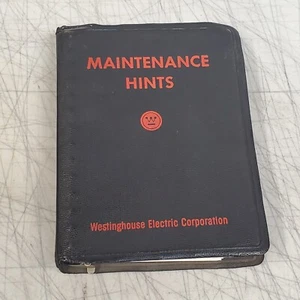 MAINTENANCE
HINTS
W
Westinghouse Electric Corporation